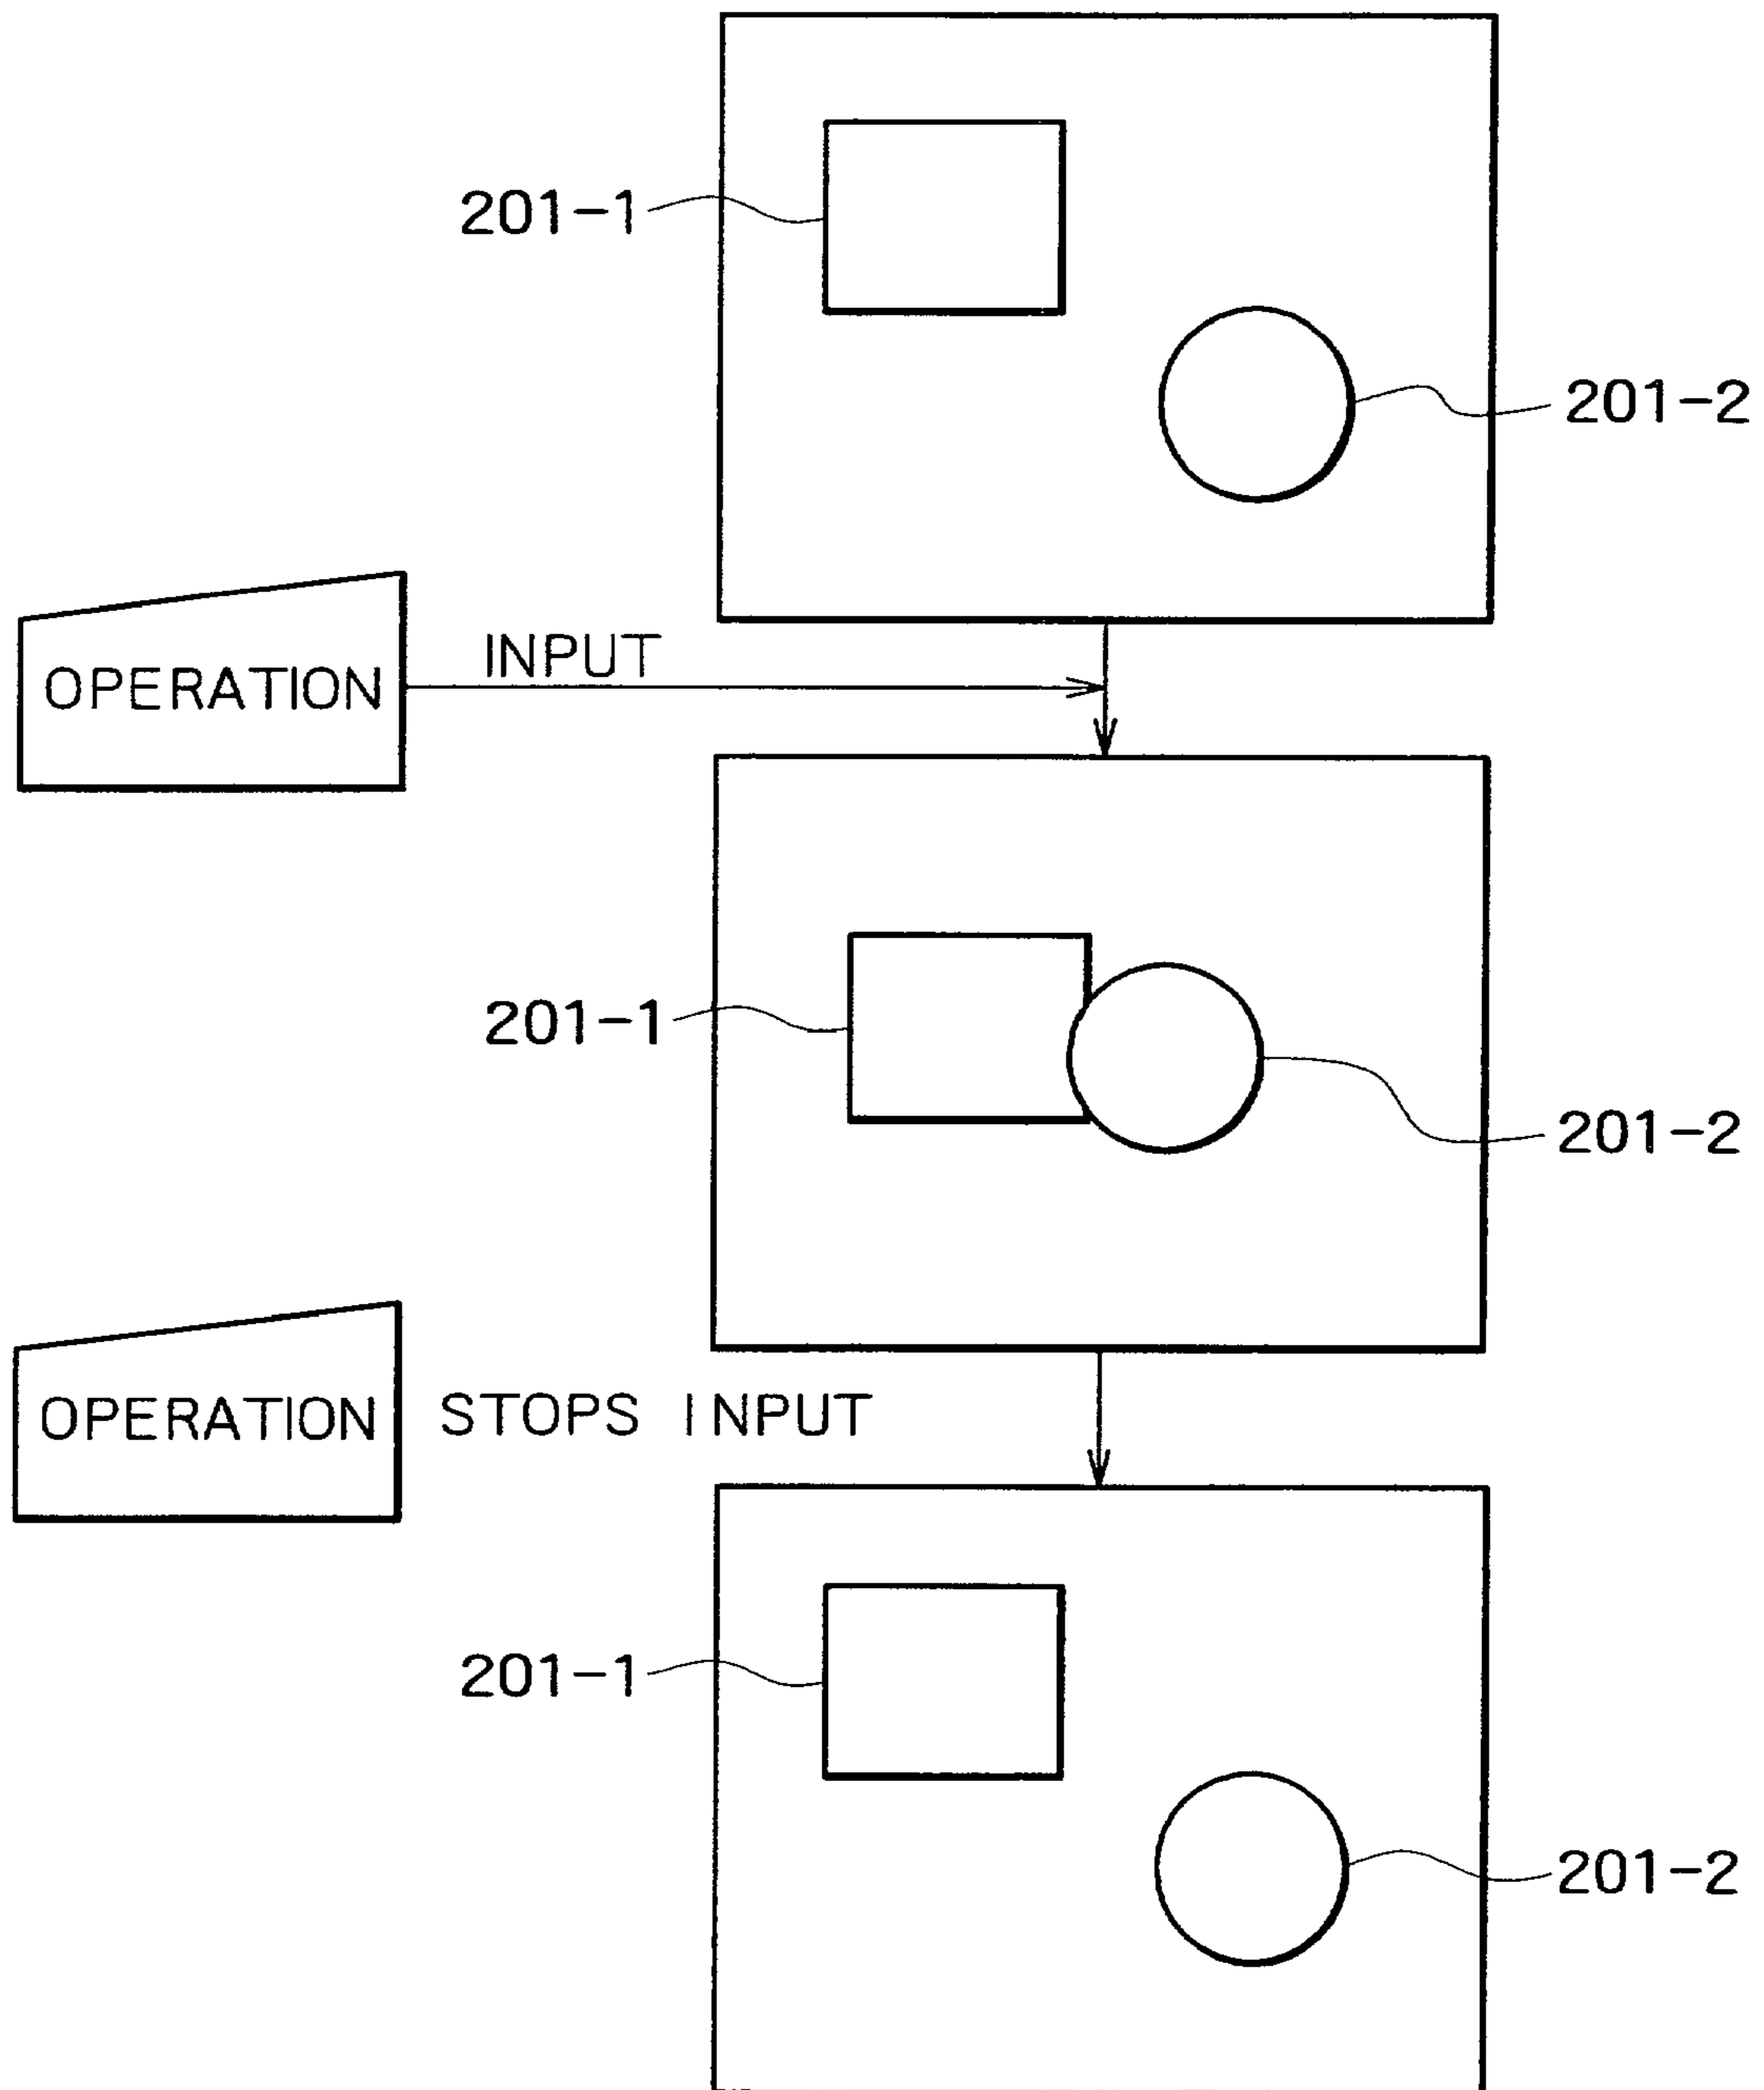 201-1
201-2
INPUT
OPERATION
201-1
201-2
OPERATION STOPS INPUT
201-1
201-2